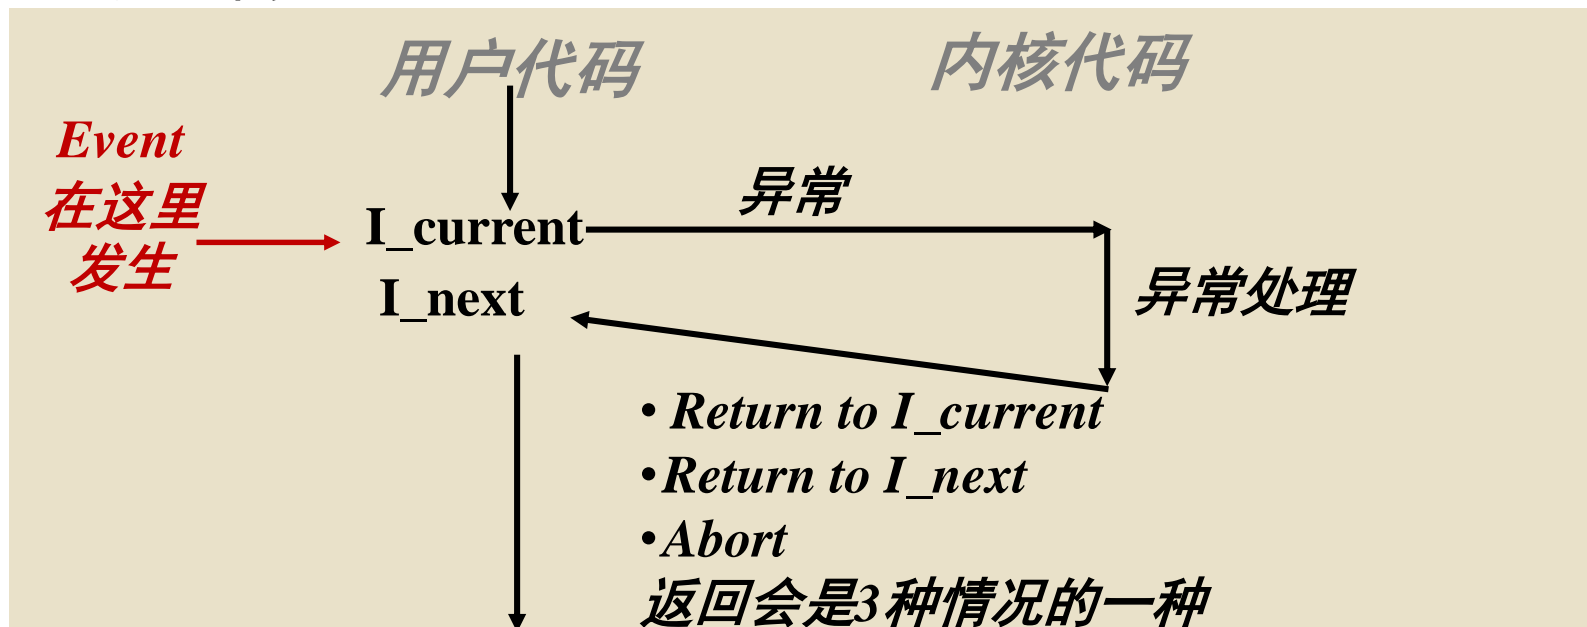 用户代码
内核代码
Event
在这里
发生
异常
I_current
I_next
异常处理
• Return to I_current
•Return to I_next
•Abort
返回会是3种情况的一种